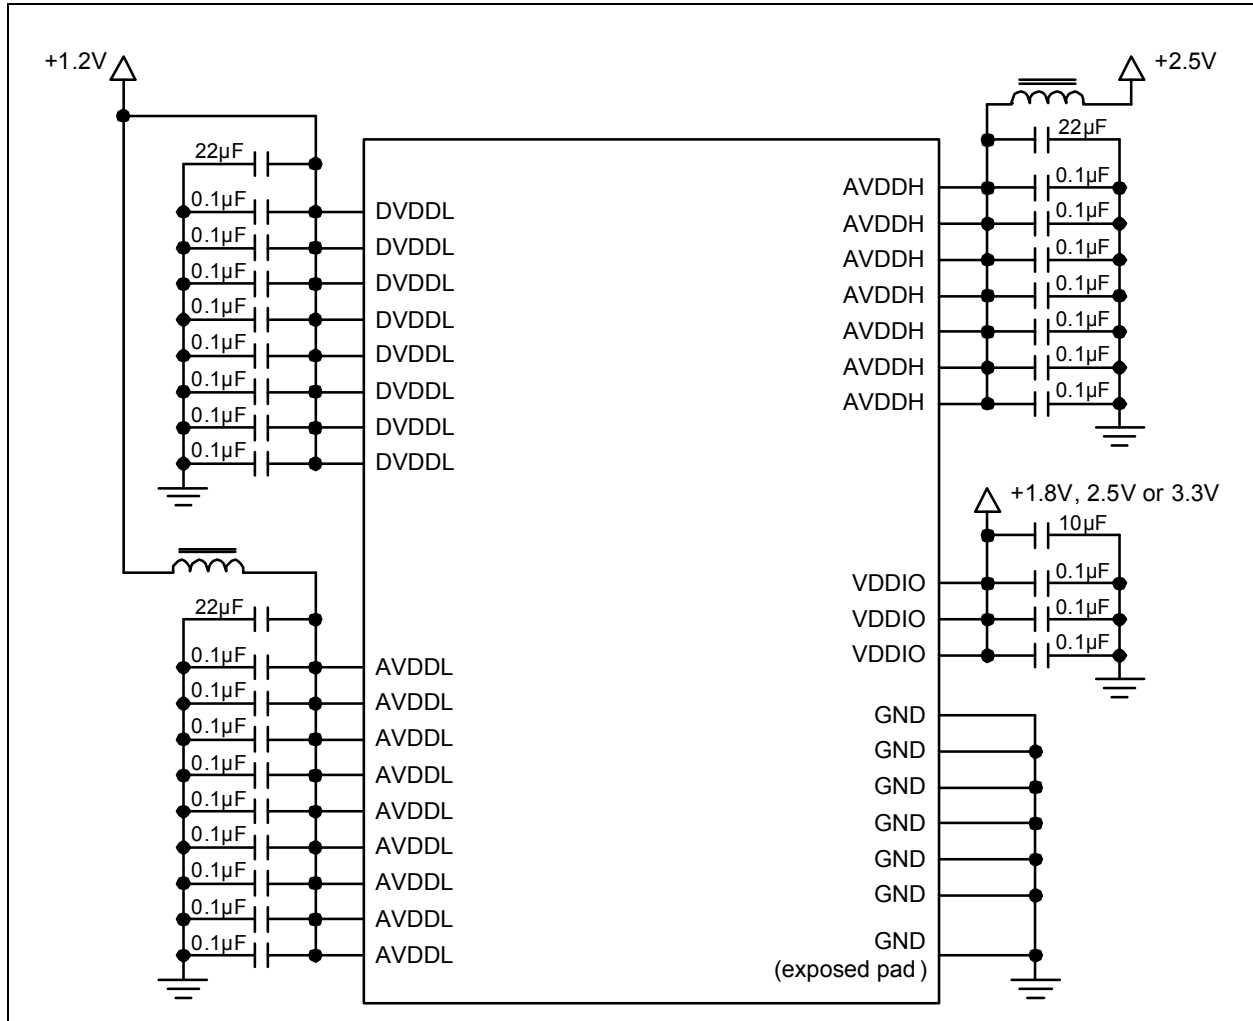 +1.2V
22µF
0.1µF
DVDDL
0.1µF
DVDDL
0.1µF
DVDDL
0.1µF
DVDDL
0.1µF
DVDDL
0.1µF
DVDDL
0.1µF
DVDDL
0.1µF
DVDDL
22µF
0.1µF
AVDDL
0.1µF
AVDDL
0.1µF
AVDDL
0.1µF
AVDDL
0.1µF
AVDDL
0.1µF
AVDDL
0.1µF
AVDDL
0.1µF
AVDDL
0.1µF
AVDDL
+2.5V
22µF
AVDDH
0.1µF
AVDDH
0.1µF
AVDDH
0.1µF
AVDDH
0.1µF
AVDDH
0.1µF
AVDDH
0.1µF
AVDDH
0.1µF
+1.8V, 2.5V or 3.3V
10µF
VDDIO
0.1µF
VDDIO
0.1µF
VDDIO
0.1µF
GND
GND
GND
GND
GND
GND
GND
(exposed pad)